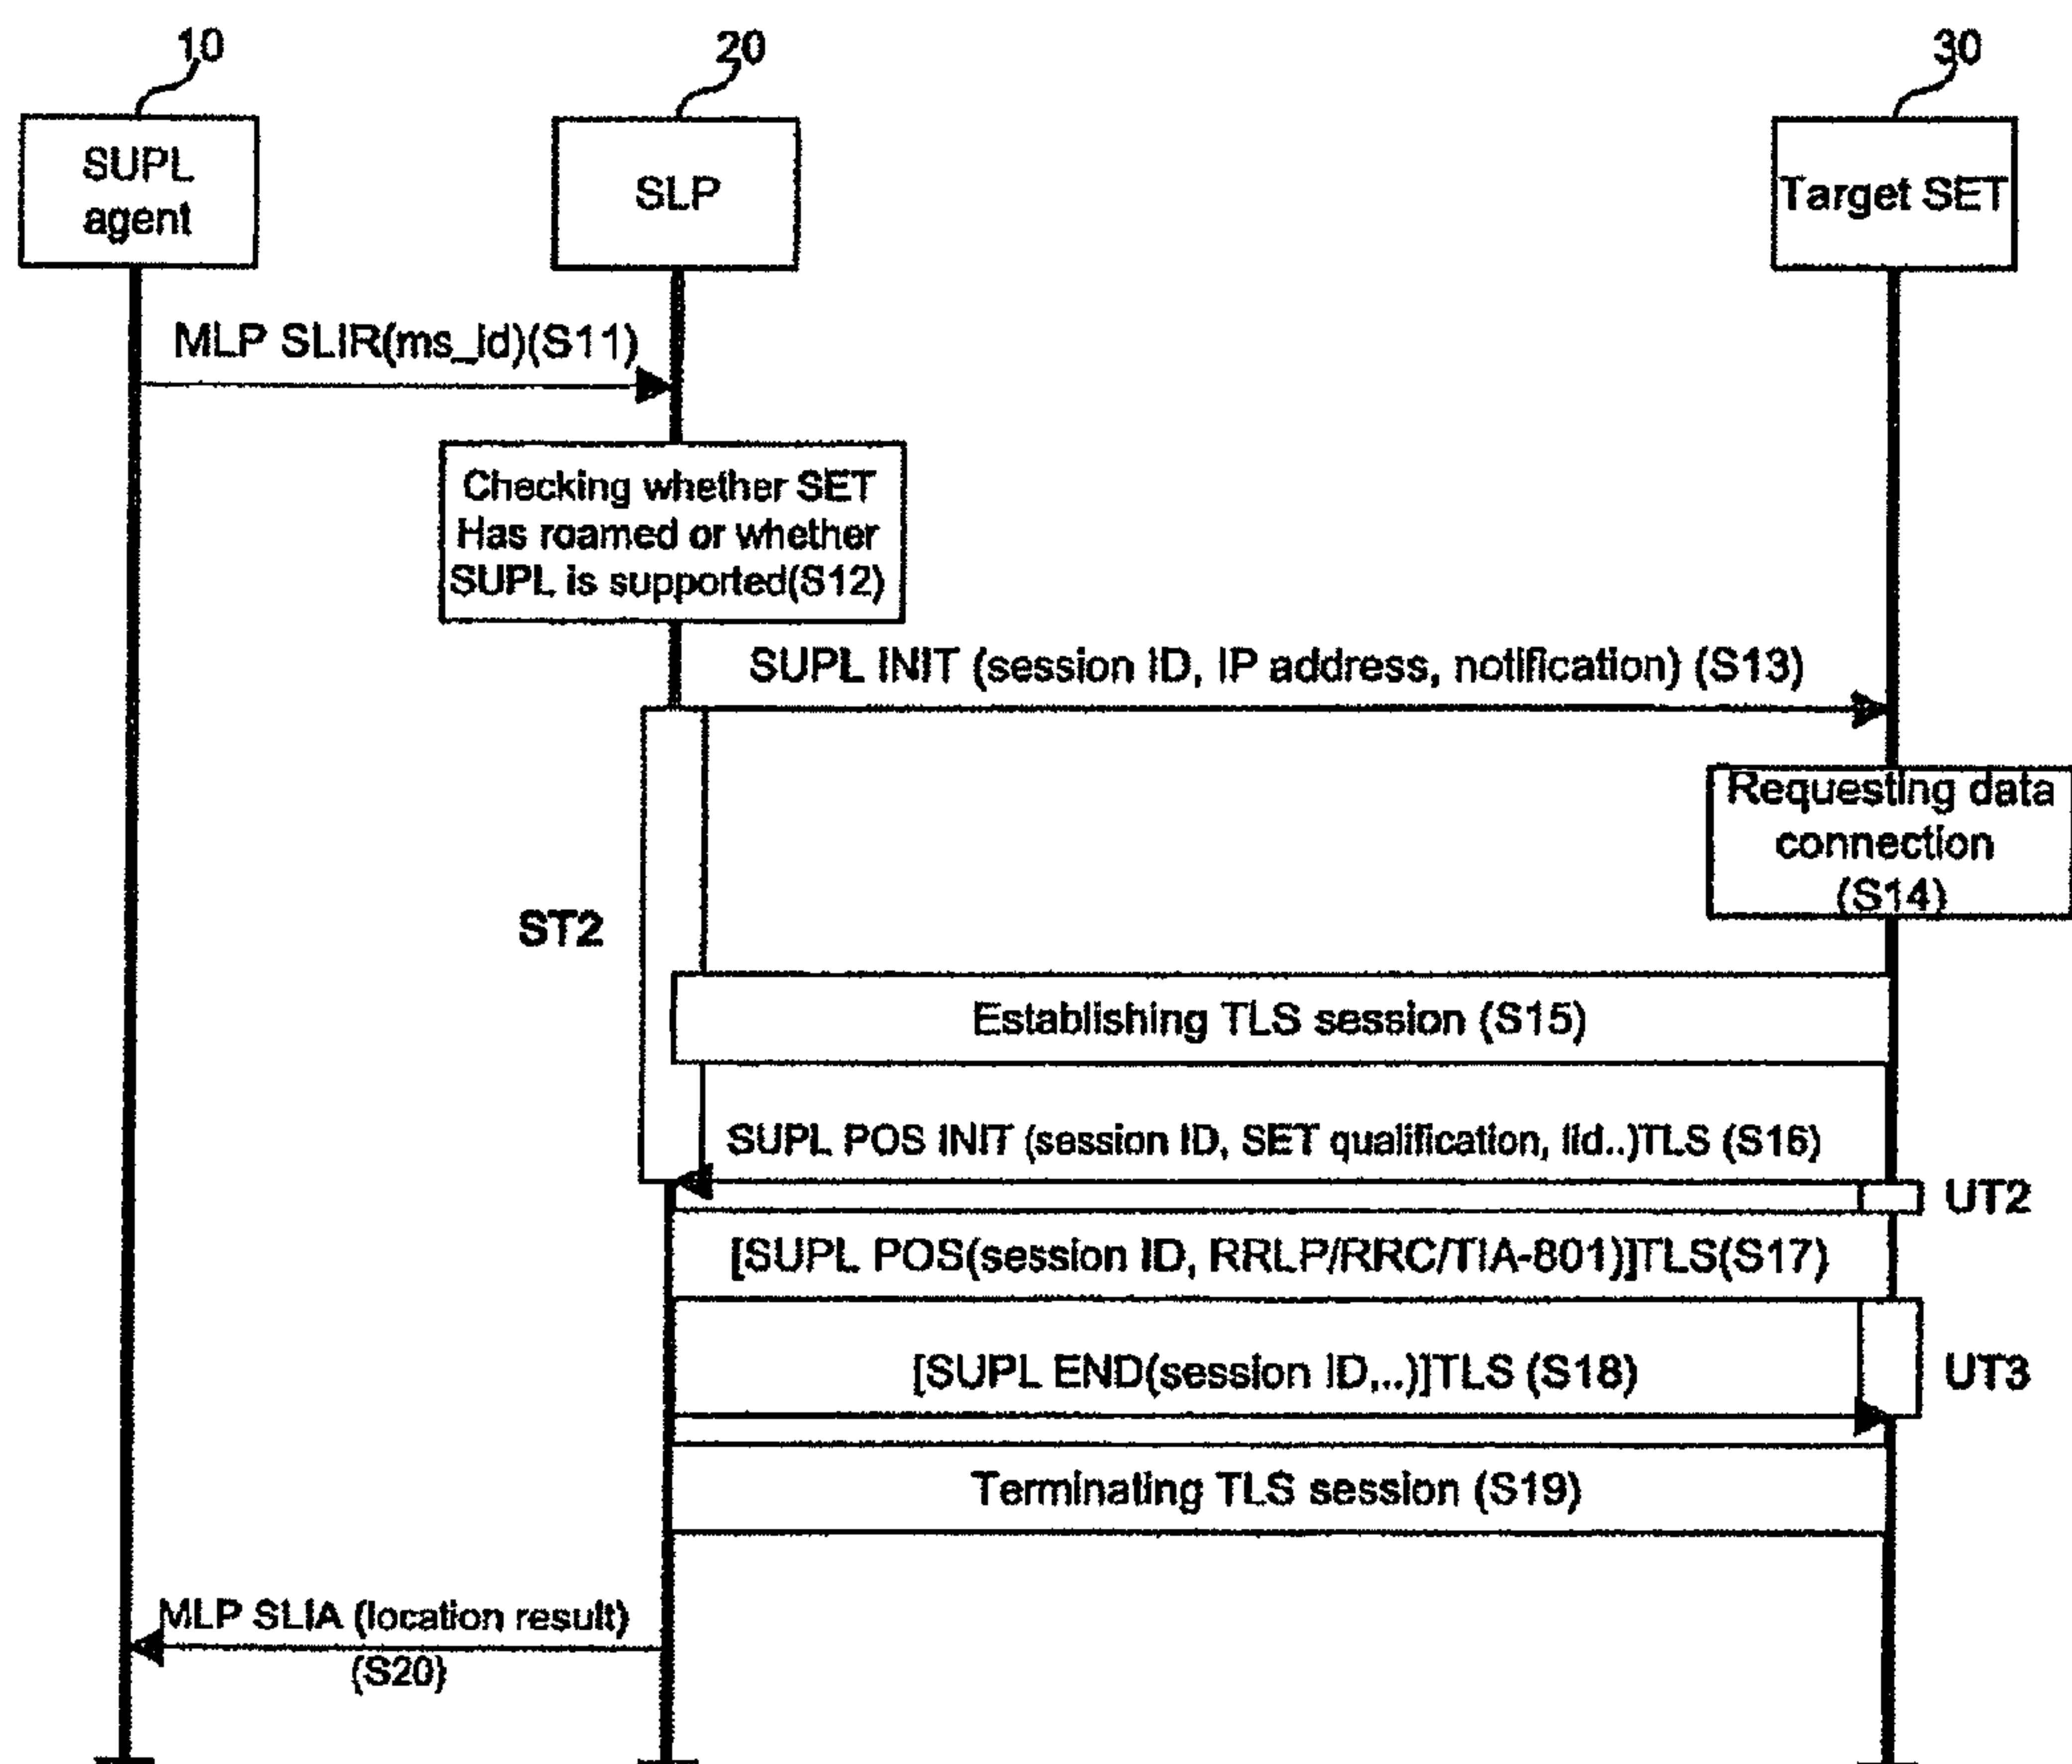 10
20
30
SUPL
agent
SLP
Target SET
MLP SLIR(ms_id)(S11)
Checking whether SET
Has roamed or whether
SUPL is supported(S12)
SUPL INIT (session ID, IP address, notification) (S13)
Requesting data
connection
(S14)
ST2
Establishing TLS session (S15)
SUPL POS INIT (session ID, SET qualification, lid..)TLS (S16)
UT2
[SUPL POS(session ID, RRLP/RRC/TIA-801)]TLS(S17)
[SUPL END(session ID,..)]TLS (S18)
UT3
Terminating TLS session (S19)
MLP SLIA (location result)
(S20)